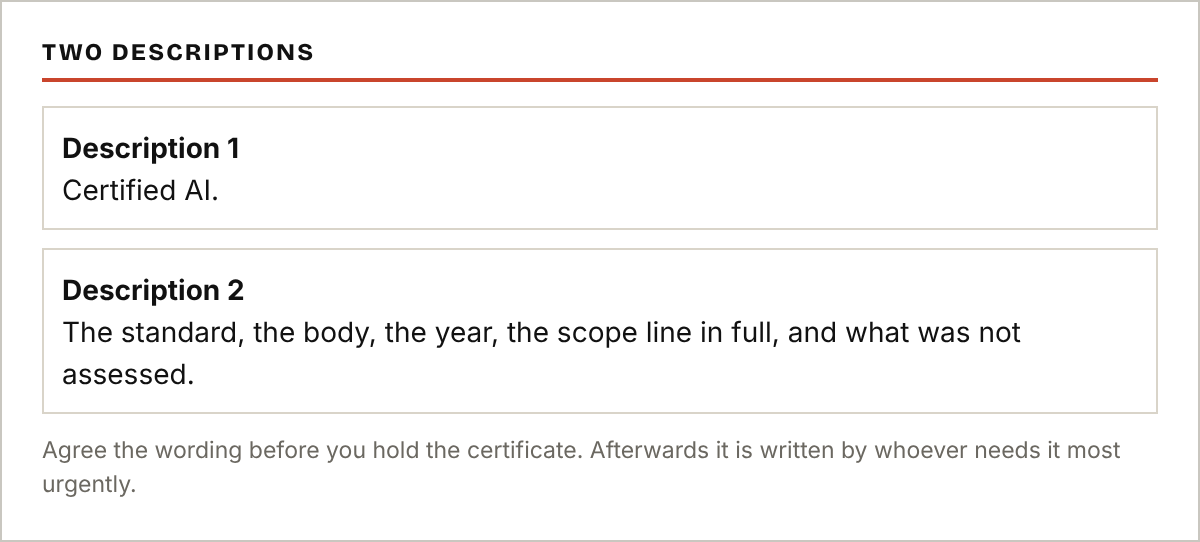 TWO DESCRIPTIONS
Description 1
Certified AI.
Description 2
The standard, the body, the year, the scope line in full, and what was not
assessed.
Agree the wording before you hold the certificate. Afterwards it is written by whoever needs it most
urgently.